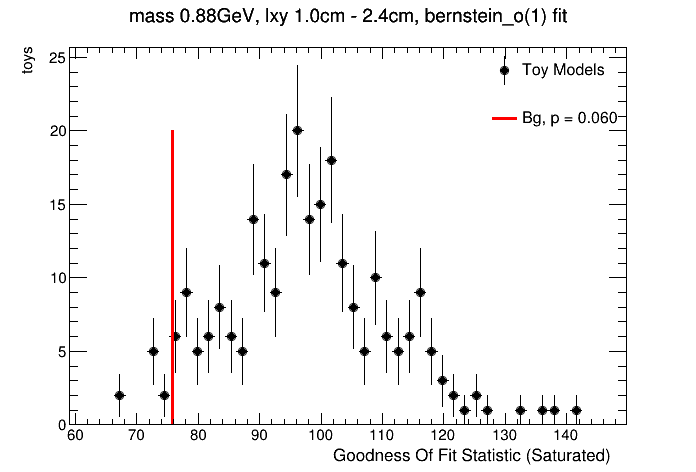 mass 0.88GeV, lxy 1.0cm - 2.4cm, bernstein_o(1) fit
toys
25
20
15
10
5
0
Toy Models
Bg, p = 0.060
60 70 80 90 100 110 120 130 140
Goodness Of Fit Statistic (Saturated)